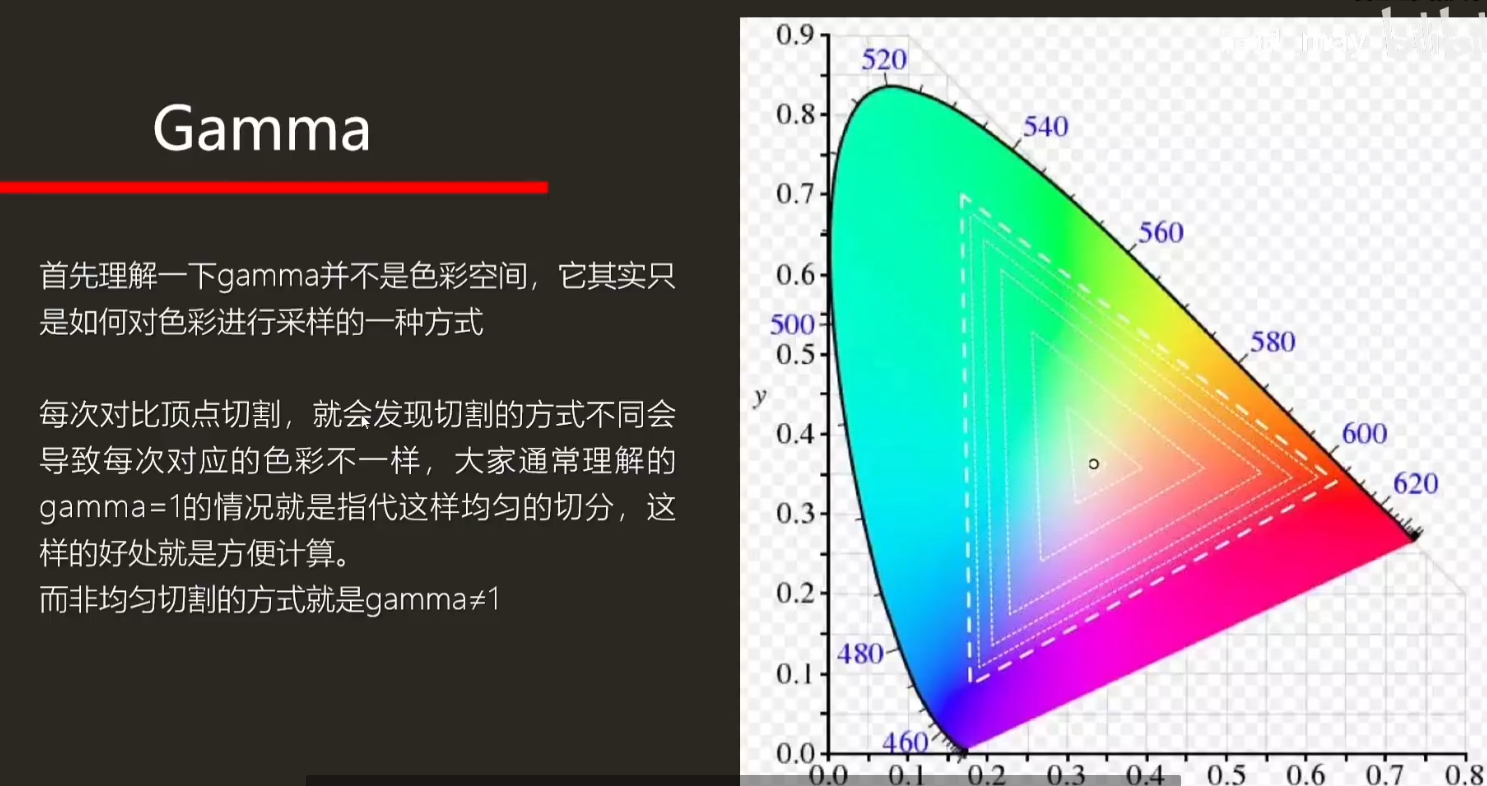 Gamma
首先理解一下gamma并不是色彩空间，它其实只
是如何对色彩进行采样的一种方式
每次对比顶点切割，就会发现切割的方式不同会
导致每次对应的色彩不一样，大家通常理解的
gamma=1的情况就是指代这样均匀的切分，这
样的好处就是方便计算。
而非均匀切割的方式就是gamma≠1
0.9
520
0.8
540
0.7
560
0.6
500
580
0.5
y
0.4
600
620
0.3
0.2
480
0.1
460
0.0
0.0 0.1 0.2 0.3 0.4 0.5 0.6 0.7 0.8